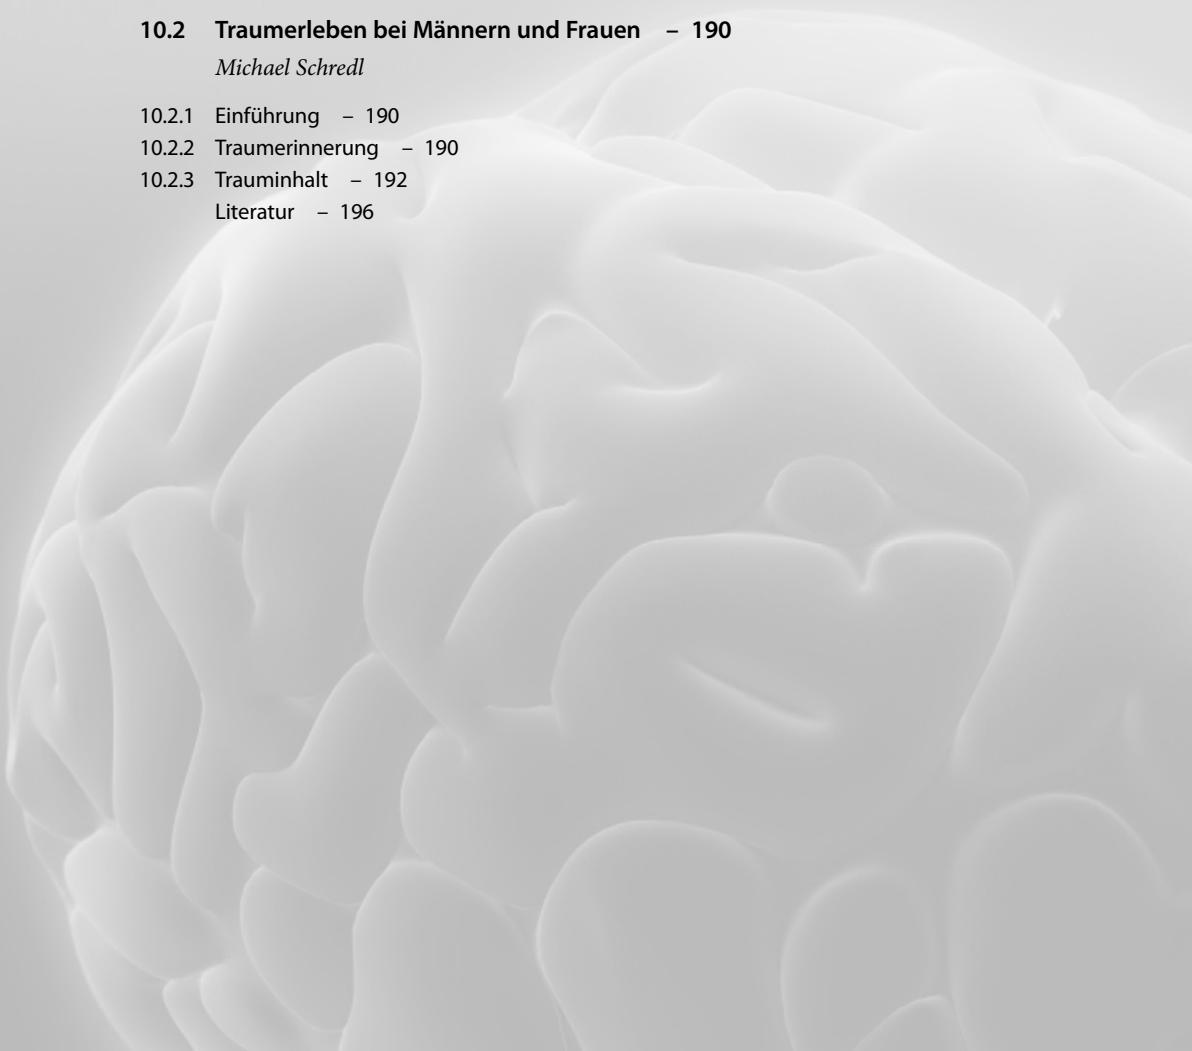 10.2 Traumerleben bei Männern und Frauen – 190
Michael Schredl
10.2.1 Einführung – 190
10.2.2 Traumerinnerung – 190
10.2.3 Trauminhalt – 192
Literatur – 196